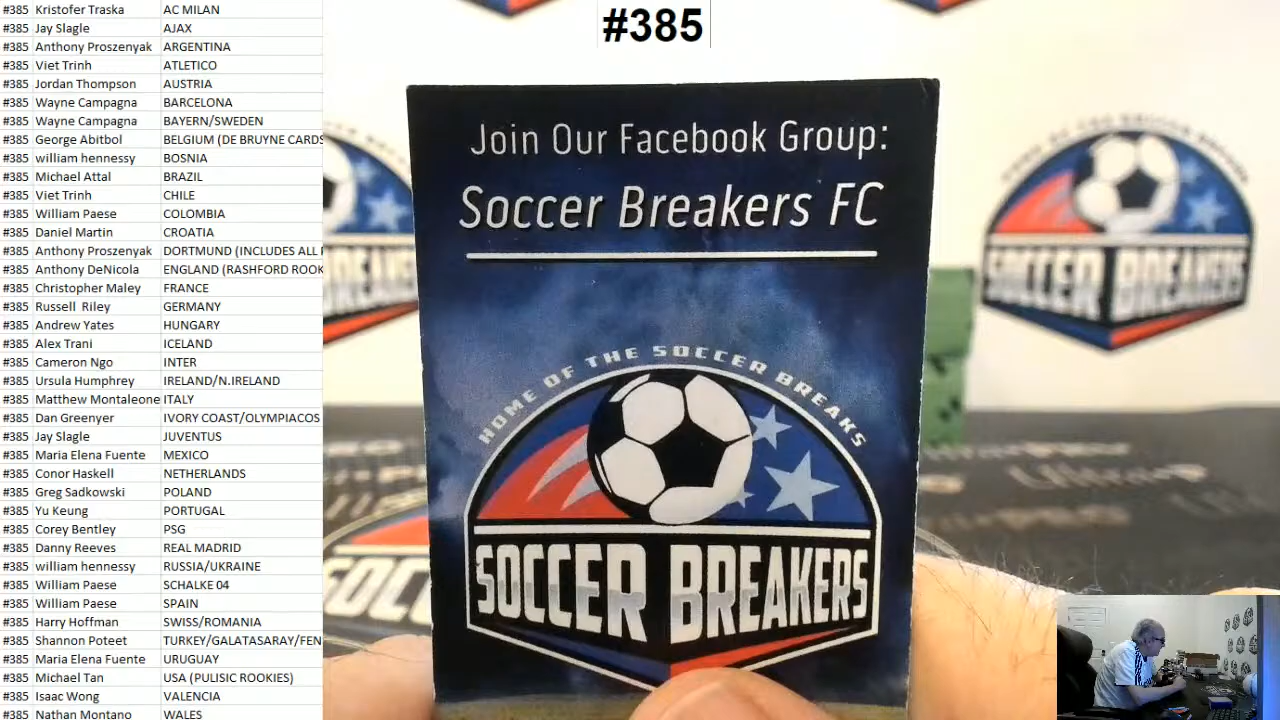 #385 Kristofer Traska AC MILAN
#385 Jay Slagle AJAX
#385 Anthony Proszenyak ARGENTINA
#385 Viet Trinh ATLETICO
#385 Jordan Thompson AUSTRIA
#385 Wayne Campagna BARCELONA
#385 Wayne Campagna BAYERN/SWEDEN
#385 George Abitbol BELGIUM (DE BRUYNE CARDS
#385 william hennessy BOSNIA
#385 Michael Attal BRAZIL
#385 Viet Trinh CHILE
#385 William Paese COLOMBIA
#385 Daniel Martin CROATIA
#385 Anthony Proszenyak DORTMUND (INCLUDES ALL
#385 Anthony DeNicola ENGLAND (RASHFORD ROOK
#385 Christopher Maley FRANCE
#385 Russell Riley GERMANY
#385 Andrew Yates HUNGARY
#385 Alex Trani ICELAND
#385 Cameron Ngo INTER
#385 Ursula Humphrey IRELAND/N.IRELAND
#385 Matthew Montaleone ITALY
#385 Dan Greenyer IVORY COAST/OLYMPIACOS
#385 Jay Slagle JUVENTUS
#385 Maria Elena Fuente MEXICO
#385 Conor Haskell NETHERLANDS
#385 Greg Sadkowski POLAND
#385 Yu Keung PORTUGAL
#385 Corey Bentley PSG
#385 Danny Reeves REAL MADRID
#385 william hennessy RUSSIA/UKRAINE
#385 William Paese SCHALKE 04
#385 William Paese SPAIN
#385 Harry Hoffman SWISS/ROMANIA
#385 Shannon Poteet TURKEY/GALATASARAY/FEN
#385 Maria Elena Fuente URUGUAY
#385 Michael Tan USA (PULISIC ROOKIES)
#385 Isaac Wong VALENCIA
#385 Nathan Montano WALES
#385
Join Our Facebook Group:
Soccer Breakers FC
HOME OF THE SOCCER BREAKS
SOCCER BREAKERS
SOCCER BREAKERS